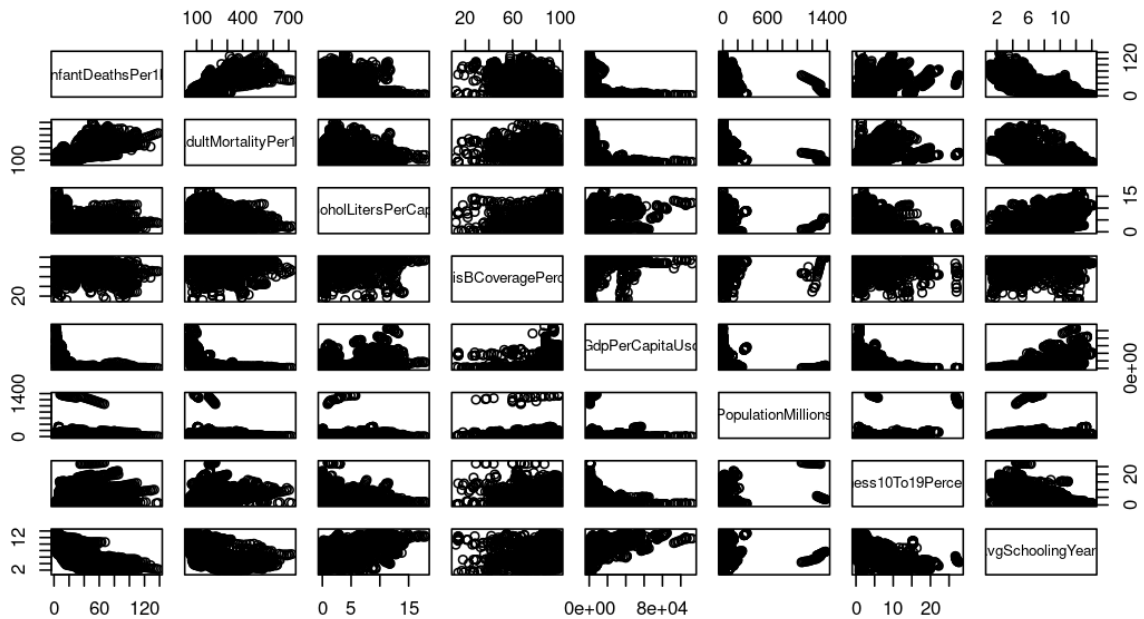 100 400 700 20 60 100 0 600 1400 2 6 10
nfantDeathsPer1 0 120
100 dultMortalityPer1
oholLitersPerCap 0 15
20 isBCoveragePerc
GdpPerCapitaUsd 0e+00
0 1400 PopulationMillions
ess10To19Perce 0 20
2 12 vgSchoolingYear
0 60 120 0 5 15 0e+00 8e+04 0 10 20